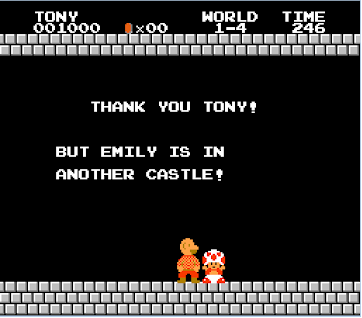 TONY WORLD TIME
001000 ×00 1-4 246
THANK YOU TONY!
BUT EMILY IS IN
ANOTHER CASTLE!